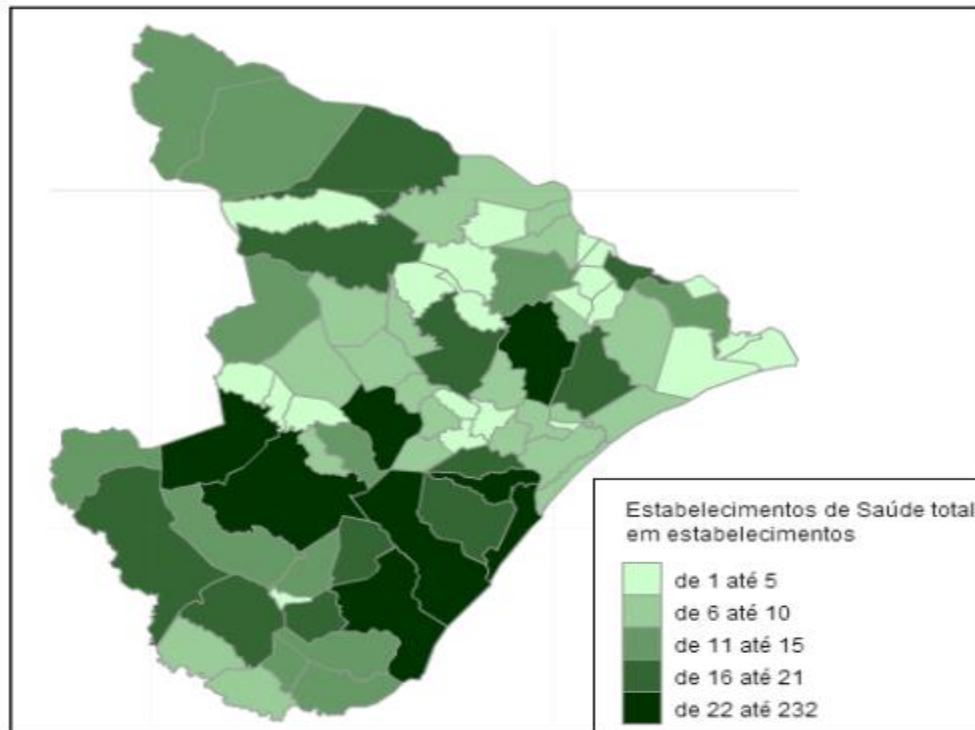 Estabelecimentos de Saúde total
em estabelecimentos
de 1 até 5
de 6 até 10
de 11 até 15
de 16 até 21
de 22 até 232